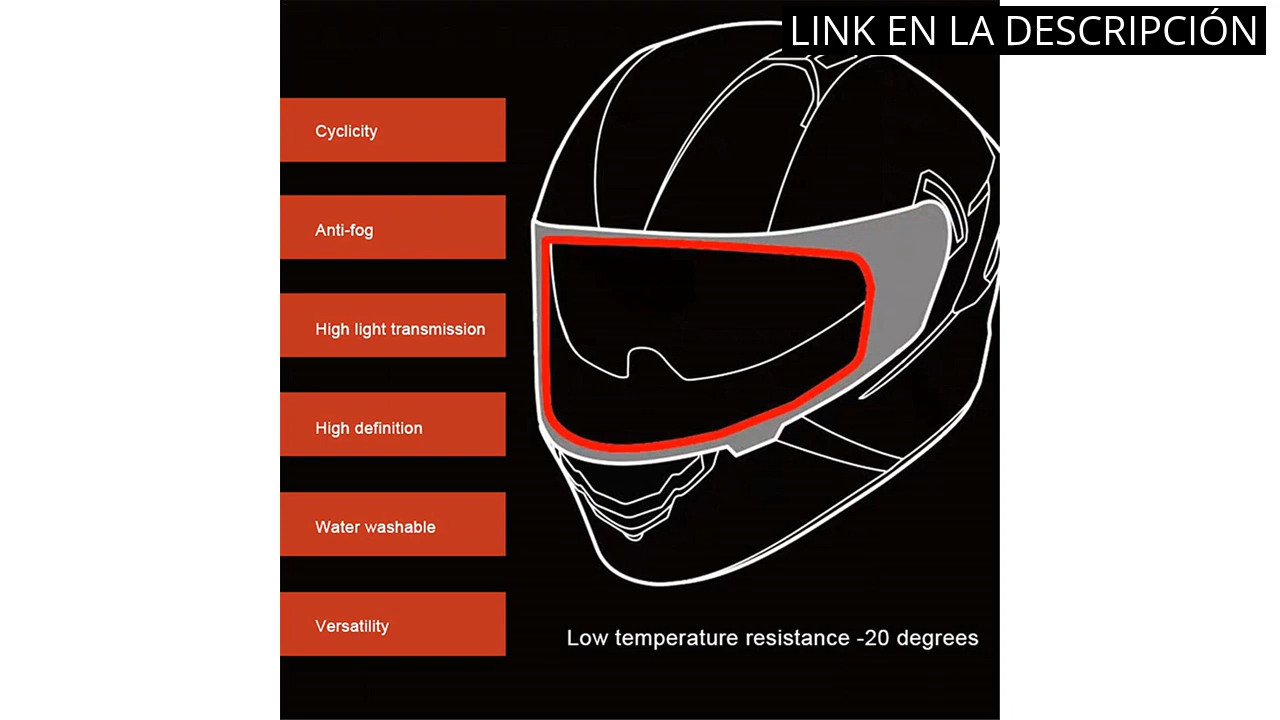 LINK EN LA DESCRIPCIÓN
Cyclicity
Anti-fog
High light transmission
High definition
Water washable
Versatility
Low temperature resistance -20 degrees